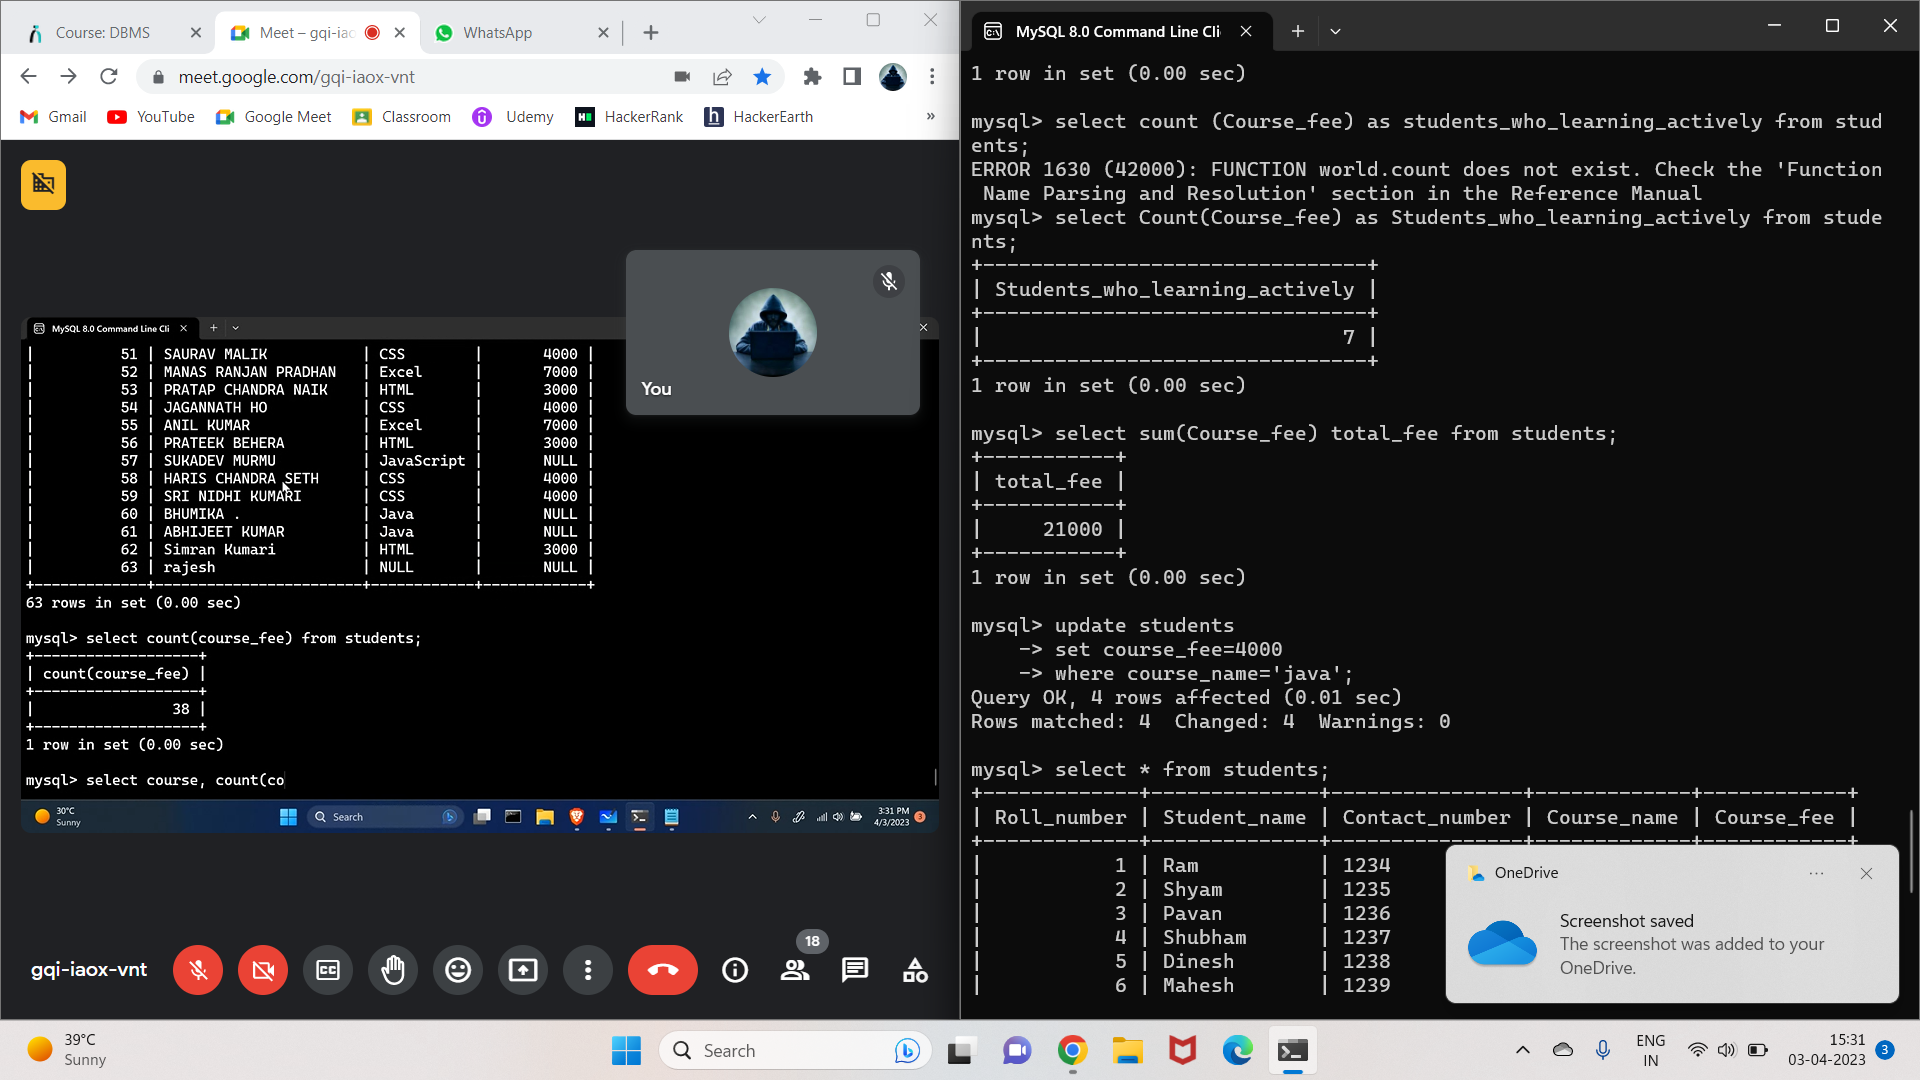 Course: DBMS
Meet – gqi-iao
WhatsApp
meet.google.com/gqi-iaox-vnt
Gmail
YouTube
Google Meet
Classroom
Udemy
HackerRank
HackerEarth
»
MySQL 8.0 Command Line Cli
| 51 | SAURAV MALIK | CSS | 4000 |
| 52 | MANAS RANJAN PRADHAN | Excel | 7000 |
| 53 | PRATAP CHANDRA NAIK | HTML | 3000 |
| 54 | JAGANNATH HO | CSS | 4000 |
| 55 | ANIL KUMAR | Excel | 7000 |
| 56 | PRATEEK BEHERA | HTML | 3000 |
| 57 | SUKADEV MURMU | JavaScript | NULL |
| 58 | HARIS CHANDRA SETH | CSS | 4000 |
| 59 | SRI NIDHI KUMARI | CSS | 4000 |
| 60 | BHUMIKA . | Java | NULL |
| 61 | ABHIJEET KUMAR | Java | NULL |
| 62 | Simran Kumari | HTML | 3000 |
| 63 | rajesh | NULL | NULL |
63 rows in set (0.00 sec)
mysql> select count(course_fee) from students;
| count(course_fee) |
| 38 |
1 row in set (0.00 sec)
mysql> select course, count(co
30°C
Sunny
Search
3:31 PM
4/3/2023
3
You
gqi-iaox-vnt
CC
18
MySQL 8.0 Command Line Cli
1 row in set (0.00 sec)
mysql> select count (Course_fee) as students_who_learning_actively from stud
ents;
ERROR 1630 (42000): FUNCTION world.count does not exist. Check the 'Function
Name Parsing and Resolution' section in the Reference Manual
mysql> select Count(Course_fee) as Students_who_learning_actively from stude
nts;
| Students_who_learning_actively |
| 7 |
1 row in set (0.00 sec)
mysql> select sum(Course_fee) total_fee from students;
| total_fee |
| 21000 |
1 row in set (0.00 sec)
mysql> update students
-> set course_fee=4000
-> where course_name='java';
Query OK, 4 rows affected (0.01 sec)
Rows matched: 4 Changed: 4 Warnings: 0
mysql> select * from students;
| Roll_number | Student_name | Contact_number | Course_name | Course_fee |
| 1 | Ram | 1234
| 2 | Shyam | 1235
| 3 | Pavan | 1236
| 4 | Shubham | 1237
| 5 | Dinesh | 1238
| 6 | Mahesh | 1239
OneDrive
Screenshot saved
The screenshot was added to your
OneDrive.
39°C
Sunny
Search
ENG
IN
15:31
03-04-2023
3